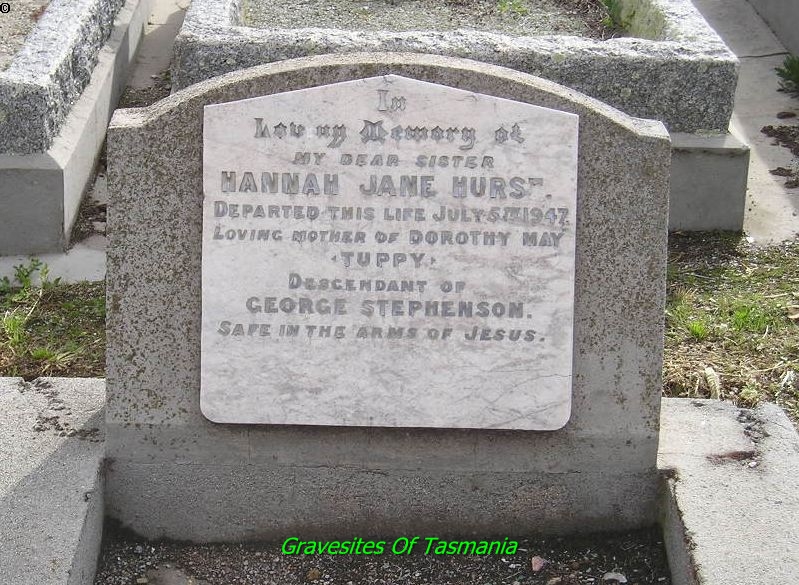 ©
In
Loving Memory of
MY DEAR SISTER
HANNAH JANE HURST.
DEPARTED THIS LIFE JULY 5TH 1947.
LOVING MOTHER OF DOROTHY MAY
"TUPPY"
DESCENDANT OF
GEORGE STEPHENSON.
SAFE IN THE ARMS OF JESUS.
Gravesites Of Tasmania